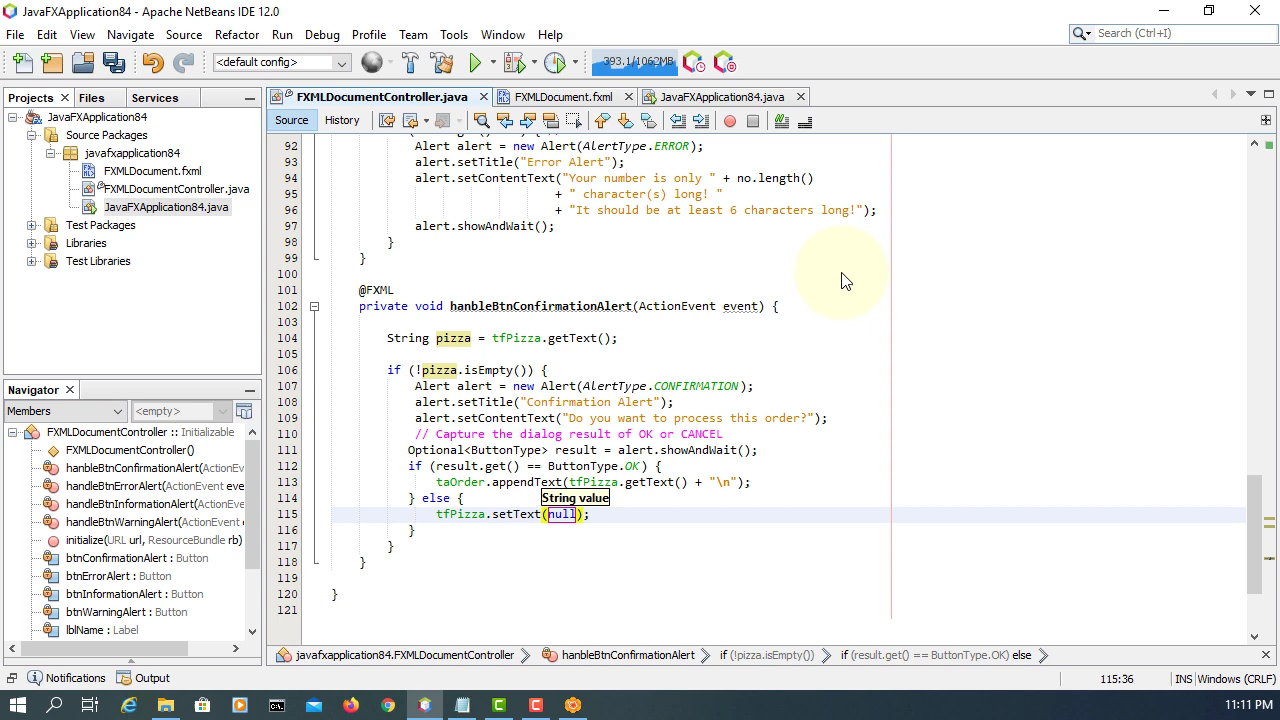 JavaFXApplication84 - Apache NetBeans IDE 12.0
File Edit View Navigate Source Refactor Run Debug Profile Team Tools Window Help
Search (Ctrl+I)
<default config>
393.1/1062MB
Projects Files Services
FXMLDocumentController.java FXMLDocument.fxml JavaFXApplication84.java
Source History
JavaFXApplication84
Source Packages
javafxapplication84
FXMLDocument.fxml
FXMLDocumentController.java
JavaFXApplication84.java
Test Packages
Libraries
Test Libraries
Navigator
Members <empty>
FXMLDocumentController :: Initializable
FXMLDocumentController()
hanbleBtnConfirmationAlert(ActionEv
handleBtnErrorAlert(ActionEvent eve
handleBtnInformationAlert(ActionEve
handleBtnWarningAlert(ActionEvent
initialize(URL url, ResourceBundle rb)
btnConfirmationAlert : Button
btnErrorAlert : Button
btnInformationAlert : Button
btnWarningAlert : Button
lblName : Label
92 Alert alert = new Alert(AlertType.ERROR);
93 alert.setTitle("Error Alert");
94 alert.setContentText("Your number is only " + no.length()
95 + " character(s) long! "
96 + "It should be at least 6 characters long!");
97 alert.showAndWait();
98 }
99 }
100
101 @FXML
102 private void hanbleBtnConfirmationAlert(ActionEvent event) {
103
104 String pizza = tfPizza.getText();
105
106 if (!pizza.isEmpty()) {
107 Alert alert = new Alert(AlertType.CONFIRMATION);
108 alert.setTitle("Confirmation Alert");
109 alert.setContentText("Do you want to process this order?");
110 // Capture the dialog result of OK or CANCEL
111 Optional<ButtonType> result = alert.showAndWait();
112 if (result.get() == ButtonType.OK) {
113 taOrder.appendText(tfPizza.getText() + "\n");
114 } else {
String value
115 tfPizza.setText(null);
116 }
117 }
118 }
119
120 }
121
javafxapplication84.FXMLDocumentController hanbleBtnConfirmationAlert if (!pizza.isEmpty()) if (result.get() == ButtonType.OK) else
Notifications Output
115:36 INS Windows (CRLF)
11:11 PM